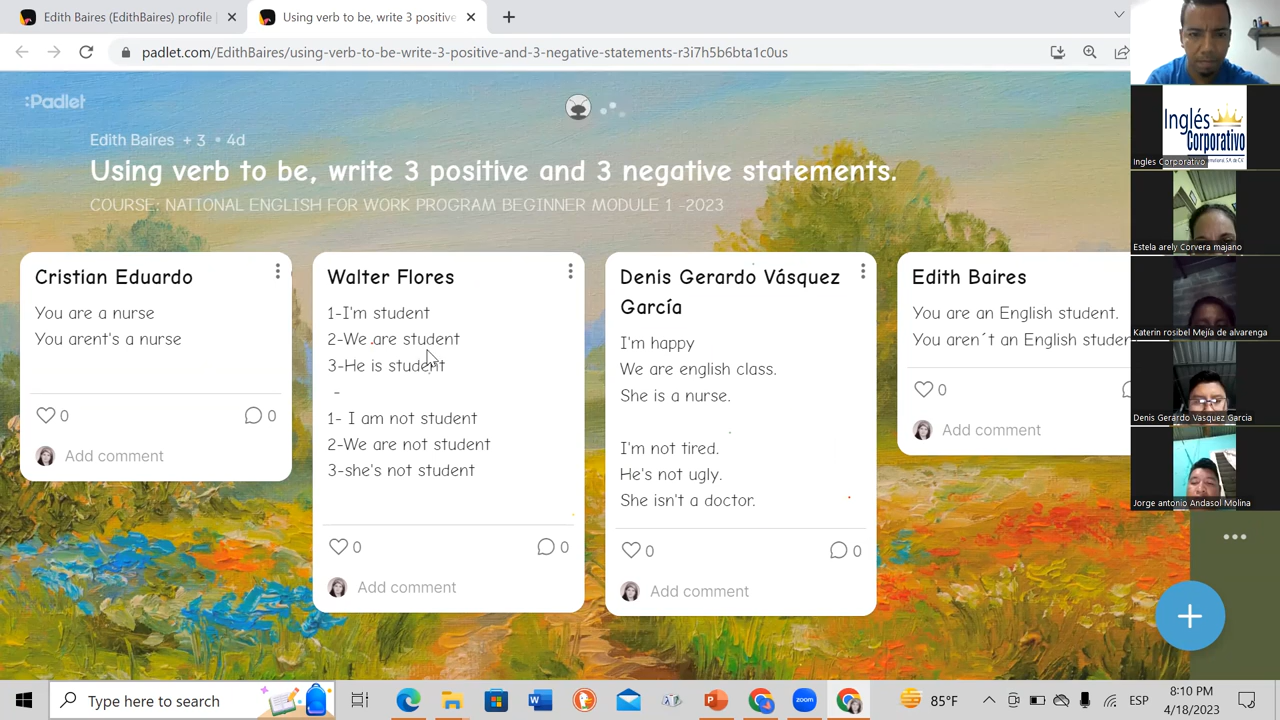 Edith Baires (EdithBaires) profile |
Using verb to be, write 3 positive
padlet.com/EdithBaires/using-verb-to-be-write-3-positive-and-3-negative-statements-r3i7h5b6bta1c0us
:Padlet
Edith Baires + 3 • 4d
Using verb to be, write 3 positive and 3 negative statements.
COURSE: NATIONAL ENGLISH FOR WORK PROGRAM BEGINNER MODULE 1 -2023
Cristian Eduardo
You are a nurse
You arent's a nurse
0
0
Add comment
Walter Flores
1-I'm student
2-We are student
3-He is student
-
1- I am not student
2-We are not student
3-she's not student
0
0
Add comment
Denis Gerardo Vásquez
García
I'm happy
We are english class.
She is a nurse.
I'm not tired.
He's not ugly.
She isn't a doctor.
0
0
Add comment
Edith Baires
You are an English student.
You aren´t an English studen
0
Add comment
Inglés
Corporativo
Ingles Corporativo
Estela arely Corvera majano
Katerin rosibel Mejía de alvarenga
Denis Gerardo Vasquez Garcia
Jorge antonio Andasol Molina
Type here to search
zoom
85°F
ESP
8:10 PM
4/18/2023